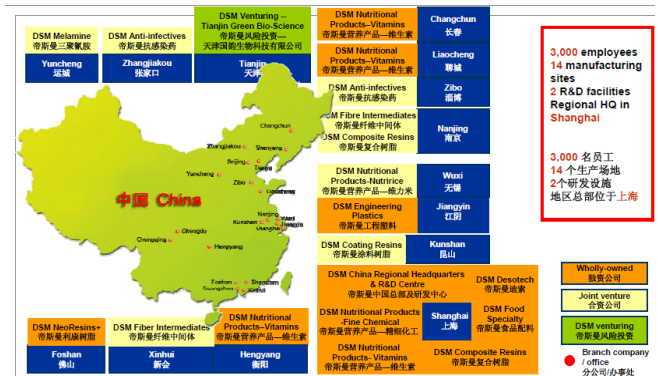 DSM Melamine
帝斯曼三聚氰胺
Yuncheng
运城
DSM Anti-infectives
帝斯曼抗感染药
Zhangjiakou
张家口
DSM Venturing --
Tianjin Green Bio-Science
帝斯曼风险投资—
天津国韵生物科技有限公司
Tianjin
天津
DSM Nutritional
Products–Vitamins
帝斯曼营养产品—维生素
Changchun
长春
DSM Nutritional
Products–Vitamins
帝斯曼营养产品—维生素
Liaocheng
聊城
DSM Anti-infectives
帝斯曼抗感染药
Zibo
淄博
DSM Fibre Intermediates
帝斯曼纤维中间体
DSM Composite Resins
帝斯曼复合树脂
Nanjing
南京
DSM Nutritional
Products-Nutririce
帝斯曼营养产品—维力米
Wuxi
无锡
DSM Engineering
Plastics
帝斯曼工程塑料
Jiangyin
江阴
DSM Coating Resins
帝斯曼涂料树脂
Kunshan
昆山
3,000 employees
14 manufacturing
sites
2 R&D facilities
Regional HQ in
Shanghai
3,000 名员工
14 个生产场地
2个研发设施
地区总部位于上海
Changchun
Zhangjiakou
Shenyang
Beijing
Tianjin
Yuncheng
Zibo
中国 China
Nanjing
Wuxi
Kunshan
Jiangyin
Shanghai
Chengdu
Chongqing
Hengyang
Foshan
Shenzhen
Guangzhou
Xinhui
DSM China Regional Headquarters
& R&D Centre
帝斯曼中国总部及研发中心
DSM Desotech
帝斯曼迪索
DSM Nutritional Products
-Fine Chemical
帝斯曼营养产品—精细化工
Shanghai
上海
DSM Food
Specialty
帝斯曼食品配料
DSM Nutritional
Products- Vitamins
帝斯曼营养产品—维生素
DSM Composite Resins
帝斯曼复合树脂
DSM NeoResins+
帝斯曼利康树脂
Foshan
佛山
DSM Fiber Intermediates
帝斯曼纤维中间体
Xinhui
新会
DSM Nutritional
Products–Vitamins
帝斯曼营养产品—维生素
Hengyang
衡阳
Wholly-owned
独资公司
Joint venture
合资公司
DSM venturing
帝斯曼风险投资
Branch company
/ office
分公司/办事处